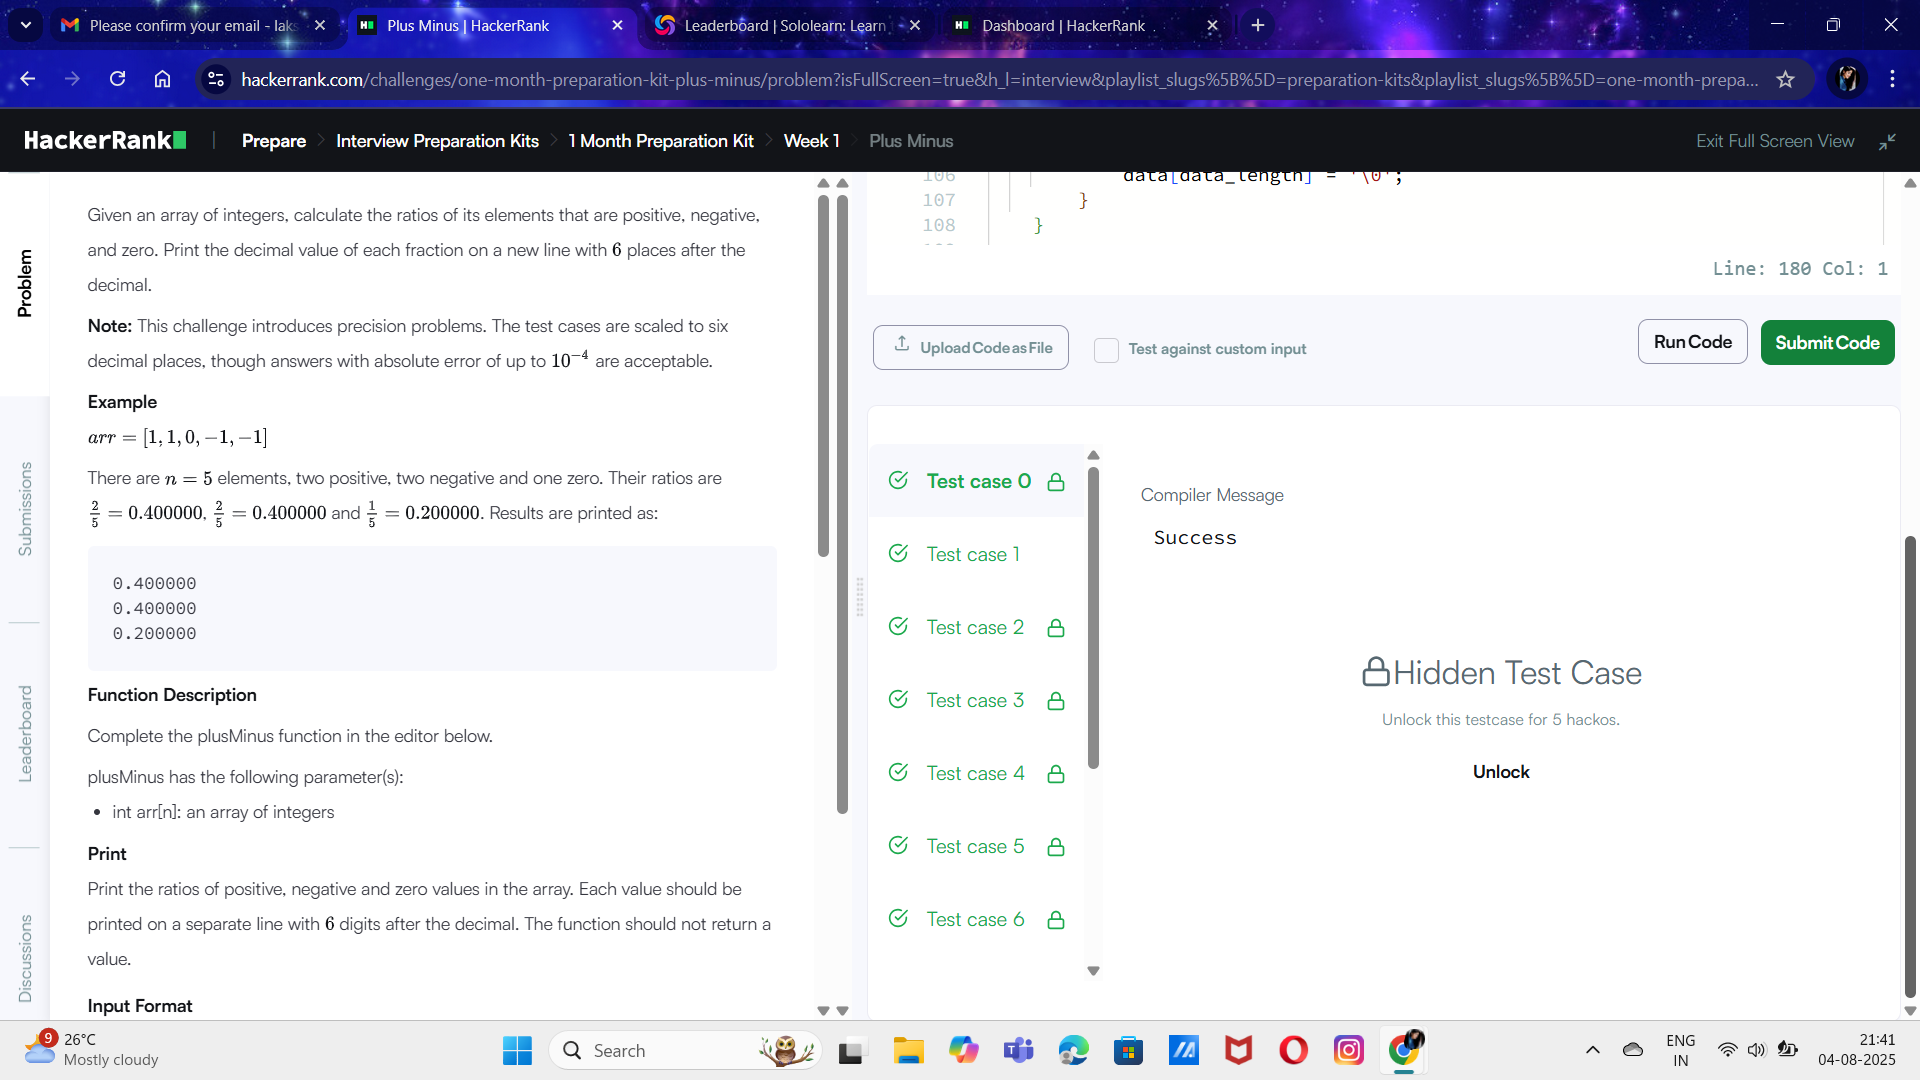 Please confirm your email - laks
Plus Minus | HackerRank
Leaderboard | Sololearn: Learn
Dashboard | HackerRank
hackerrank.com/challenges/one-month-preparation-kit-plus-minus/problem?isFullScreen=true&h_l=interview&playlist_slugs%5B%5D=preparation-kits&playlist_slugs%5B%5D=one-month-prepa...
HackerRank
Prepare
Interview Preparation Kits
1 Month Preparation Kit
Week 1
Plus Minus
Exit Full Screen View
Problem
Submissions
Leaderboard
Discussions
Given an array of integers, calculate the ratios of its elements that are positive, negative,
and zero. Print the decimal value of each fraction on a new line with 6 places after the
decimal.
Note: This challenge introduces precision problems. The test cases are scaled to six
decimal places, though answers with absolute error of up to 10⁻⁴ are acceptable.
Example
arr = [1, 1, 0, −1, −1]
There are n = 5 elements, two positive, two negative and one zero. Their ratios are
2/5 = 0.400000, 2/5 = 0.400000 and 1/5 = 0.200000. Results are printed as:
0.400000
0.400000
0.200000
Function Description
Complete the plusMinus function in the editor below.
plusMinus has the following parameter(s):
• int arr[n]: an array of integers
Print
Print the ratios of positive, negative and zero values in the array. Each value should be
printed on a separate line with 6 digits after the decimal. The function should not return a
value.
Input Format
106 data[data_length] = '\0';
107 }
108 }
Line: 180 Col: 1
Upload Code as File
Test against custom input
Run Code
Submit Code
Test case 0
Test case 1
Test case 2
Test case 3
Test case 4
Test case 5
Test case 6
Compiler Message
Success
Hidden Test Case
Unlock this testcase for 5 hackos.
Unlock
9
26°C
Mostly cloudy
Search
ENG
IN
21:41
04-08-2025